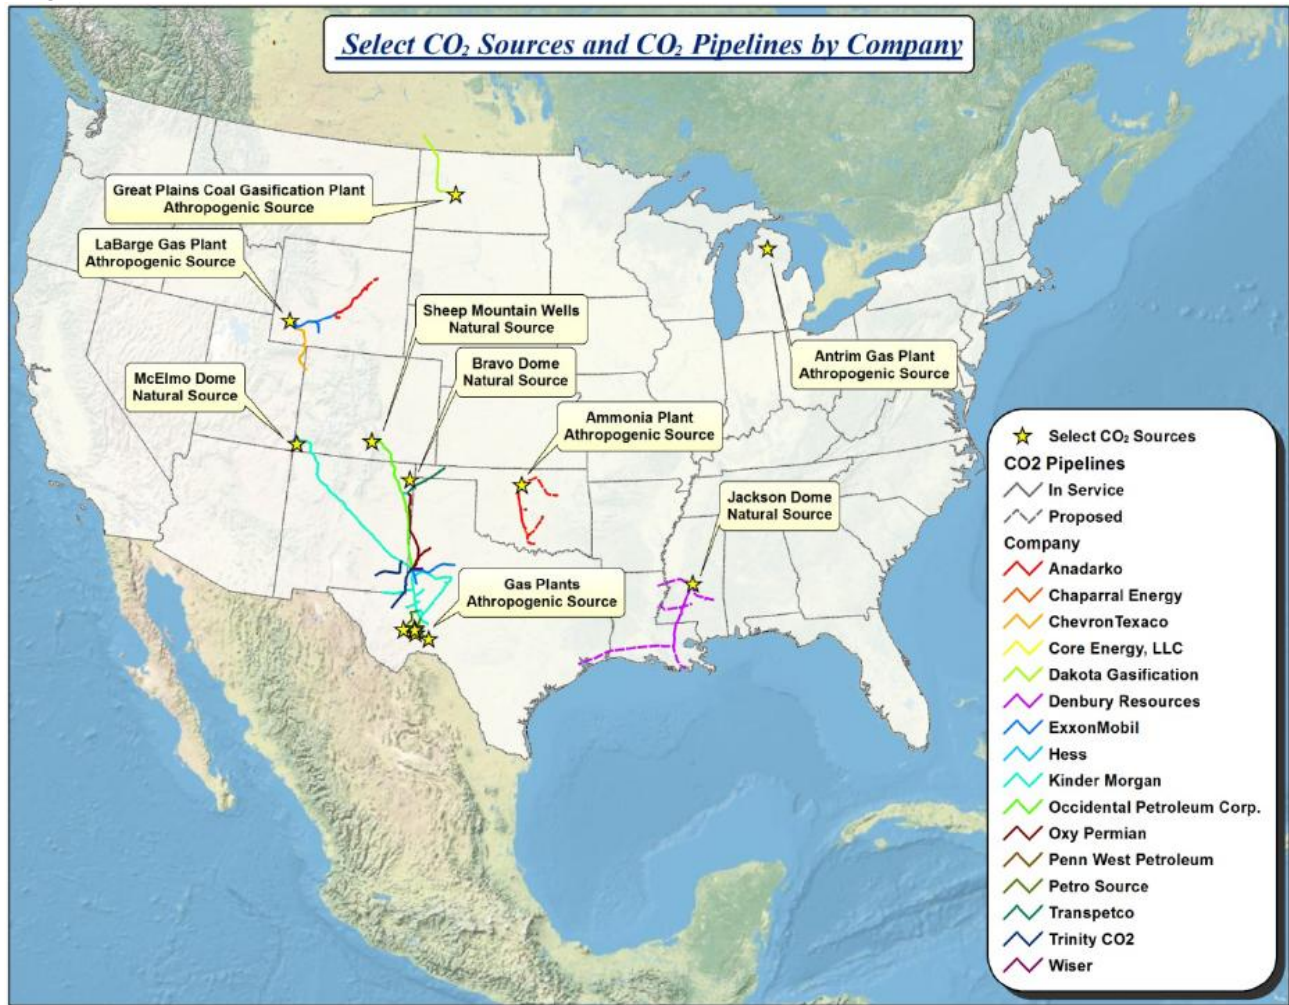 Select CO₂ Sources and CO₂ Pipelines by Company
Great Plains Coal Gasification Plant
Athropogenic Source
LaBarge Gas Plant
Athropogenic Source
Sheep Mountain Wells
Natural Source
Bravo Dome
Natural Source
McElmo Dome
Natural Source
Antrim Gas Plant
Athropogenic Source
Ammonia Plant
Athropogenic Source
Jackson Dome
Natural Source
Gas Plants
Athropogenic Source
Select CO₂ Sources
CO2 Pipelines
In Service
Proposed
Company
Anadarko
Chaparral Energy
ChevronTexaco
Core Energy, LLC
Dakota Gasification
Denbury Resources
ExxonMobil
Hess
Kinder Morgan
Occidental Petroleum Corp.
Oxy Permian
Penn West Petroleum
Petro Source
Transpetco
Trinity CO2
Wiser